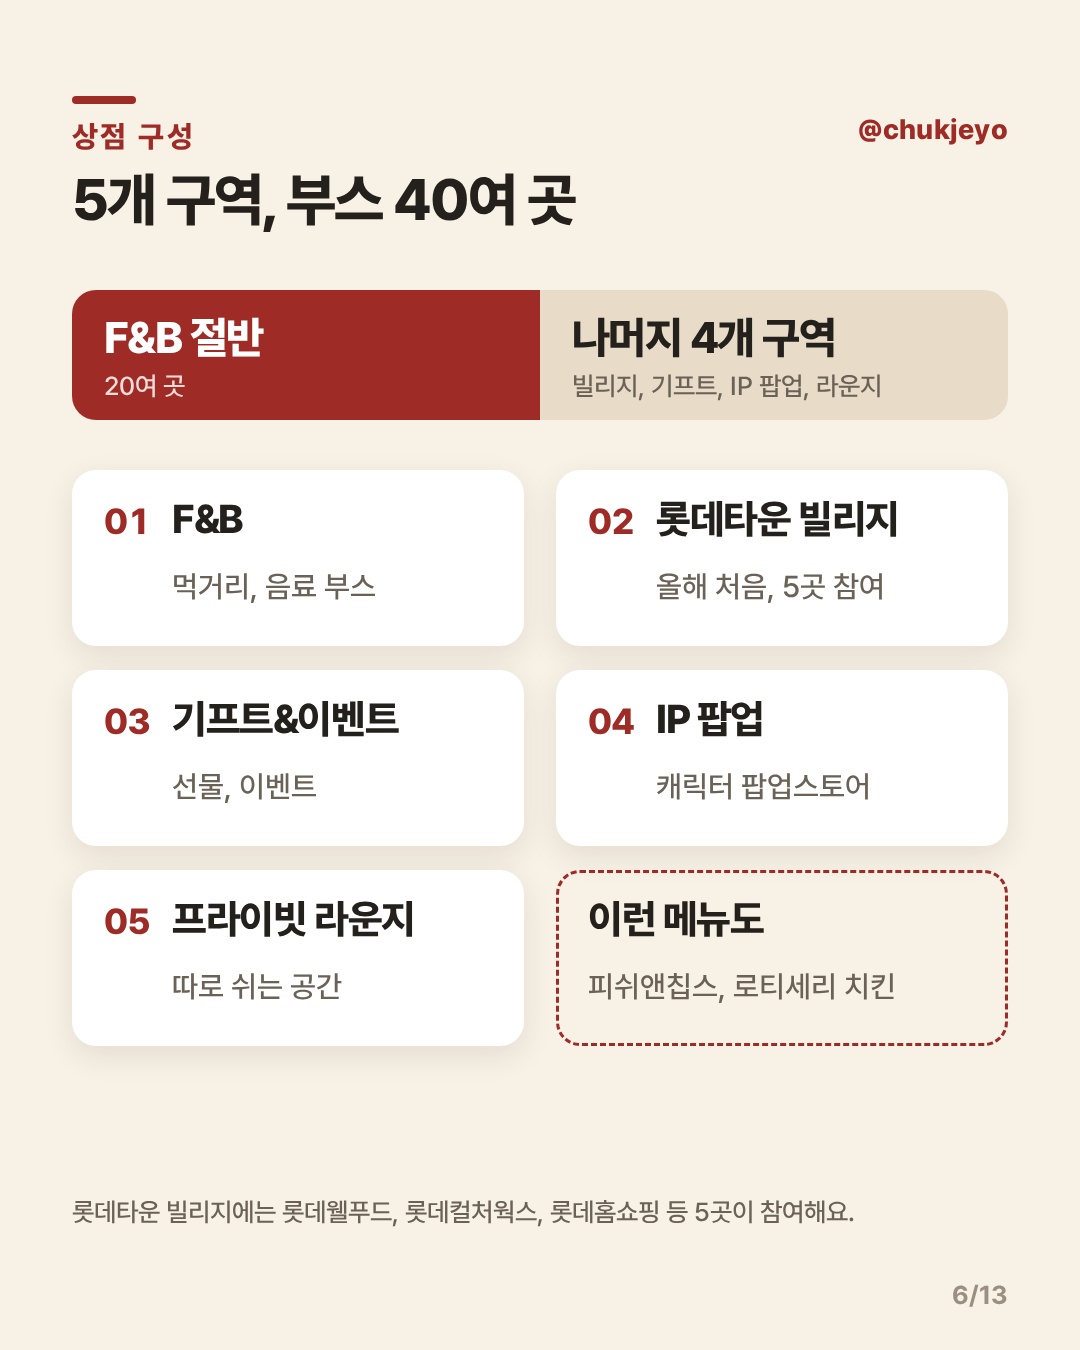 상점 구성
@chukjeyo
5개 구역, 부스 40여 곳
F&B 절반
20여 곳
나머지 4개 구역
빌리지, 기프트, IP 팝업, 라운지
01 F&B
먹거리, 음료 부스
02 롯데타운 빌리지
올해 처음, 5곳 참여
03 기프트&이벤트
선물, 이벤트
04 IP 팝업
캐릭터 팝업스토어
05 프라이빗 라운지
따로 쉬는 공간
이런 메뉴도
피쉬앤칩스, 로티세리 치킨
롯데타운 빌리지에는 롯데웰푸드, 롯데컬처웍스, 롯데홈쇼핑 등 5곳이 참여해요.
6/13